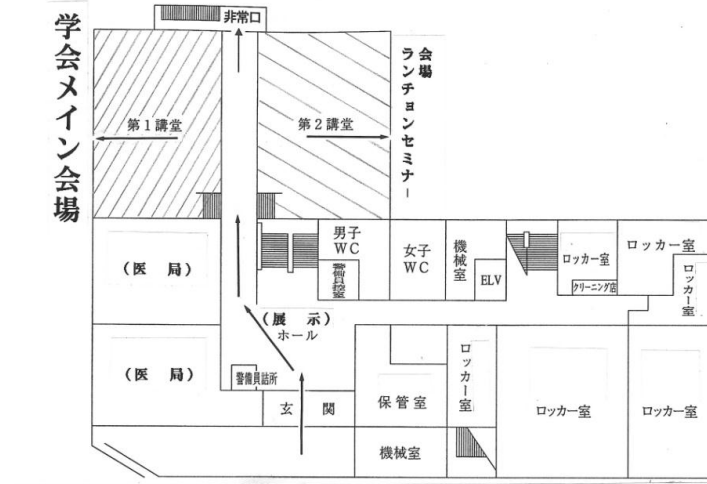 学会メイン会場
非常口
第1講堂
第2講堂
会場
ランチョンセミナー
(医 局)
男子
WC
警備員控室
女子
WC
機械室
ELV
ロッカー室
クリーニング店
ロッカー室
ロッカー室
(展 示)
ホール
(医 局)
警備員詰所
玄 関
保管室
ロッカー室
ロッカー室
ロッカー室
機械室